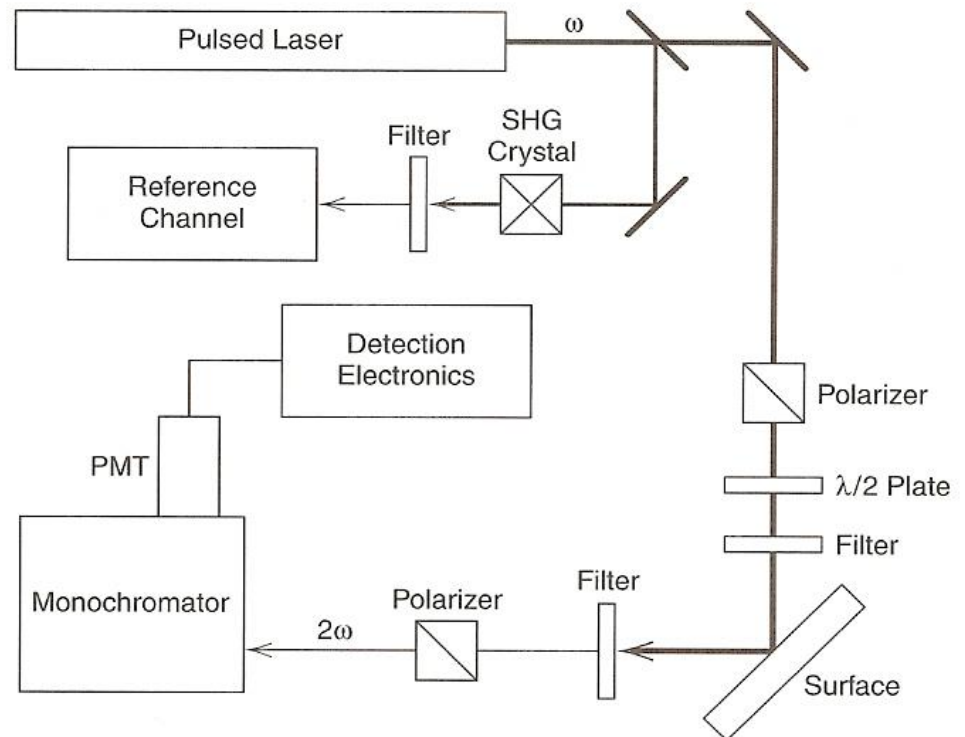 Pulsed Laser
ω
Filter
SHG
Crystal
Reference
Channel
Detection
Electronics
Polarizer
PMT
λ/2 Plate
Filter
Monochromator
2ω
Polarizer
Filter
Surface